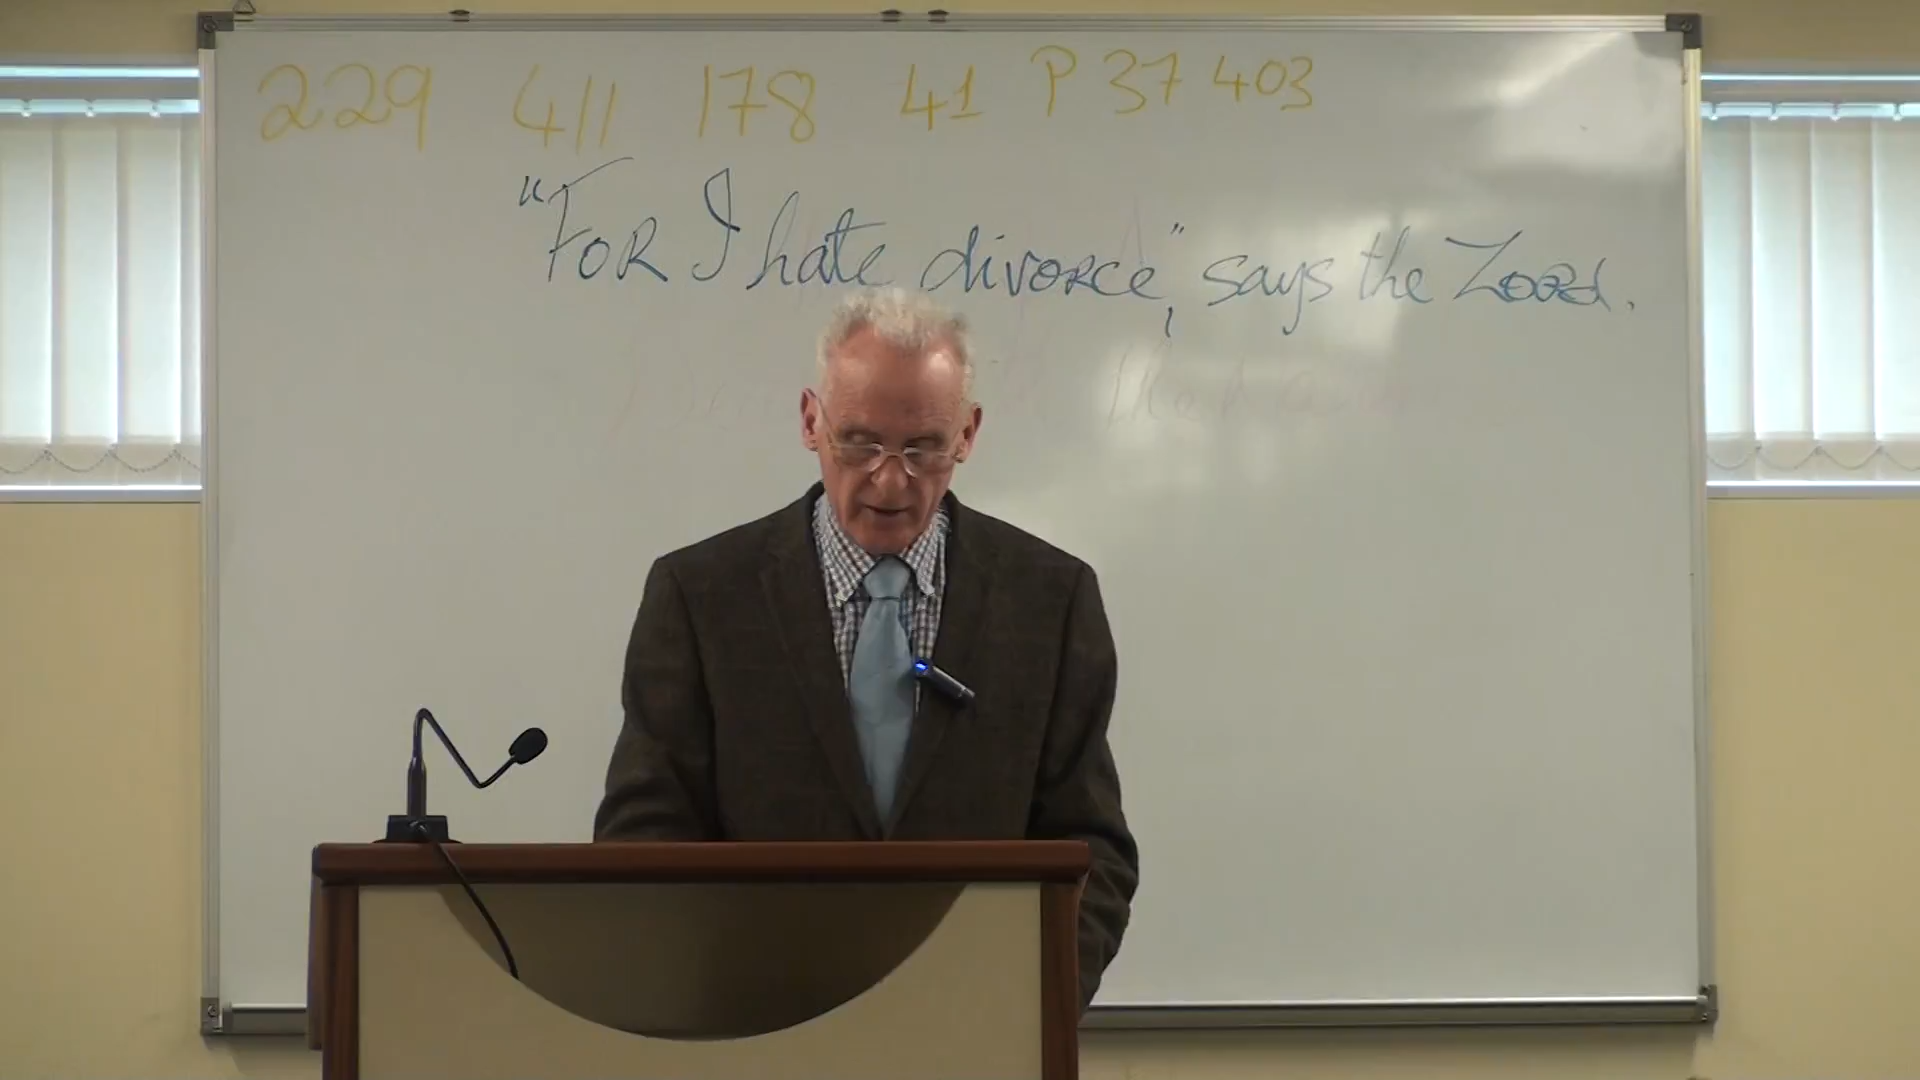 229 411 178 41 P 37 403
"FOR I hate divorce," says the Lord.